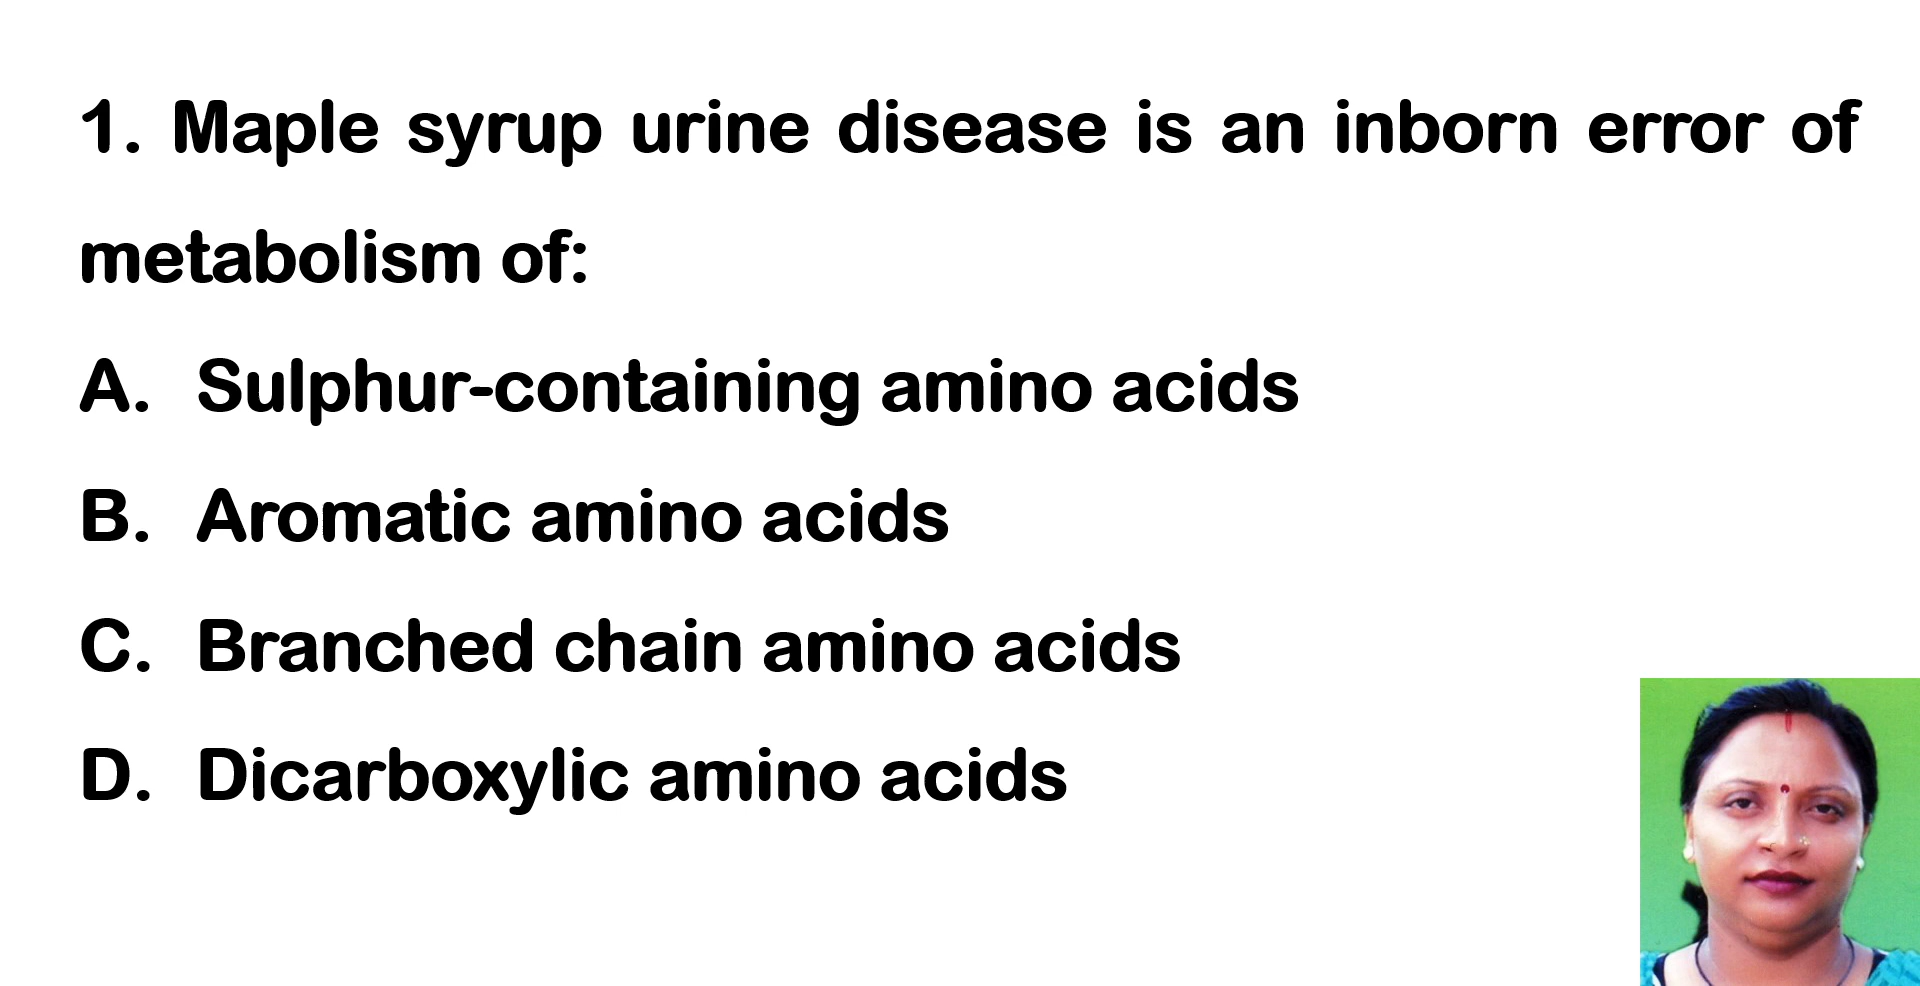 1. Maple syrup urine disease is an inborn error of
metabolism of:
A. Sulphur-containing amino acids
B. Aromatic amino acids
C. Branched chain amino acids
D. Dicarboxylic amino acids